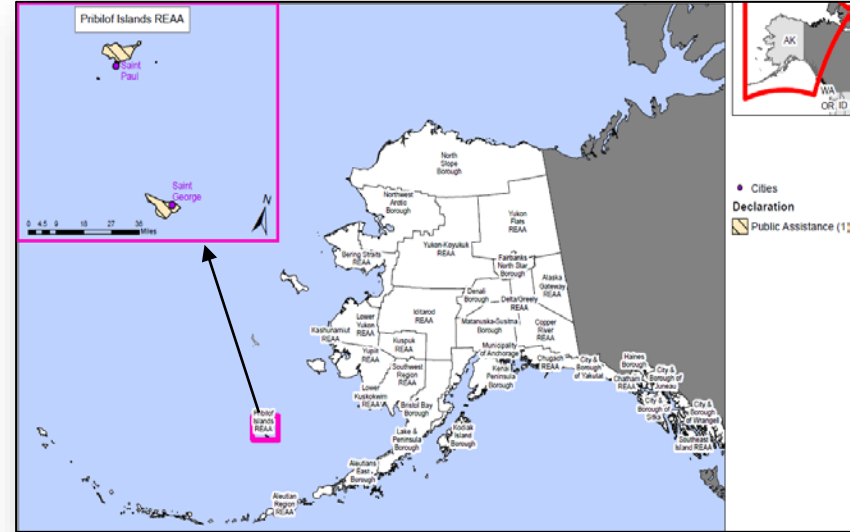 Pribilof Islands REAA
Saint
Paul
Saint
George
N
0 4.5 9 18 27 36
Miles
AK
WA
OR ID
Cities
Declaration
Public Assistance (1)
North
Slope
Borough
Northwest
Arctic
Borough
Yukon
Flats
REAA
Yukon-Koyukuk
REAA
Bering Straits
REAA
Fairbanks
North Star
Borough
Alaska
Gateway
REAA
Denali
Borough
Delta/Greely
REAA
Iditarod
REAA
Lower
Yukon
REAA
Matanuska-Susitna
Borough
Copper
River
REAA
Kashunamiut
REAA
Kuspuk
REAA
Municipality
of Anchorage
Yupiit
REAA
Southwest
Region
REAA
Kenai
Peninsula
Borough
Chugach
REAA
City &
Borough
of Yakutat
Haines
Borough
Chatham
REAA
City &
Borough of
Juneau
Lower
Kuskokwim
REAA
Bristol Bay
Borough
City &
Borough of
Sitka
City &
Borough
of Wrangell
Pribilof
Islands
REAA
Lake &
Peninsula
Borough
Kodiak
Island
Borough
Southeast
Island REAA
Aleutians
East
Borough
Aleutian
Region
REAA